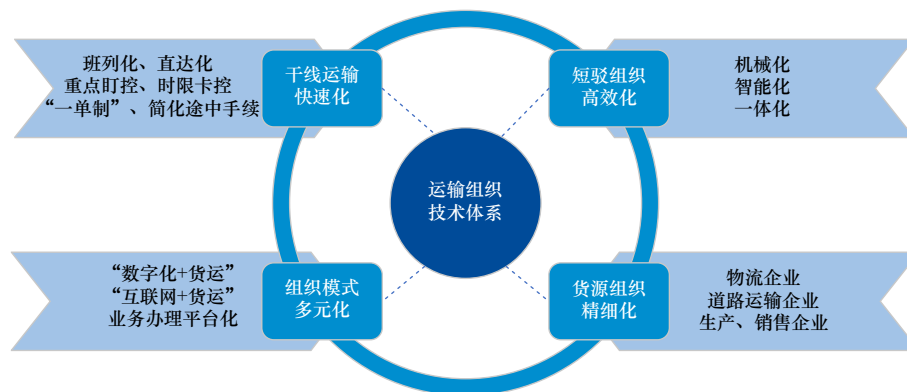 班列化、直达化
重点盯控、时限卡控
“一单制”、简化途中手续
干线运输
快速化
短驳组织
高效化
机械化
智能化
一体化
运输组织
技术体系
“数字化+货运”
“互联网+货运”
业务办理平台化
组织模式
多元化
货源组织
精细化
物流企业
道路运输企业
生产、销售企业